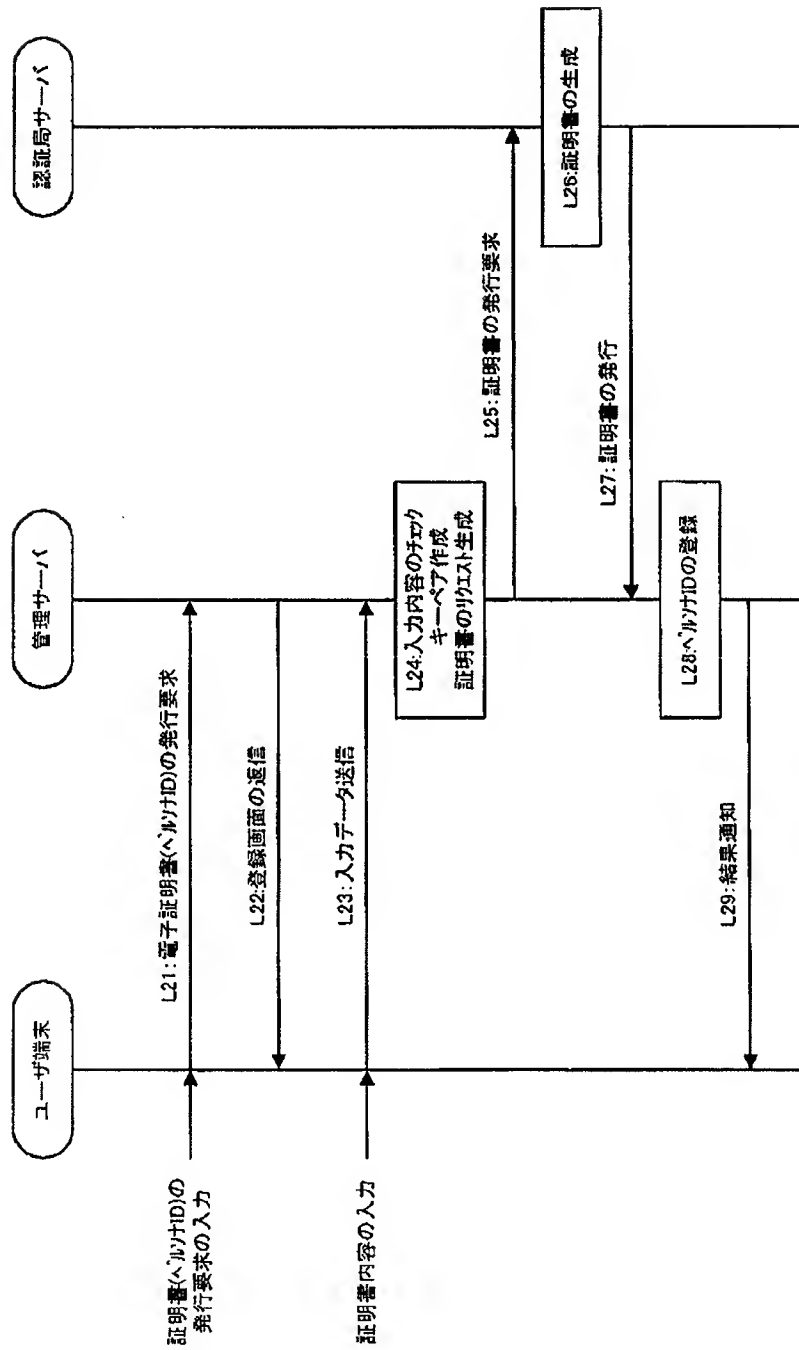 ユーザ端末
管理サーバ
認証局サーバ
証明書(ペルソナID)の
発行要求の入力
L21:電子証明書(ペルソナID)の発行要求
L22:登録画面の返信
証明書内容の入力
L23:入力データ送信
L24:入力内容のチェック
キーペア作成
証明書のリクエスト生成
L25:証明書の発行要求
L26:証明書の生成
L27:証明書の発行
L28:ペルソナIDの登録
L29:結果通知